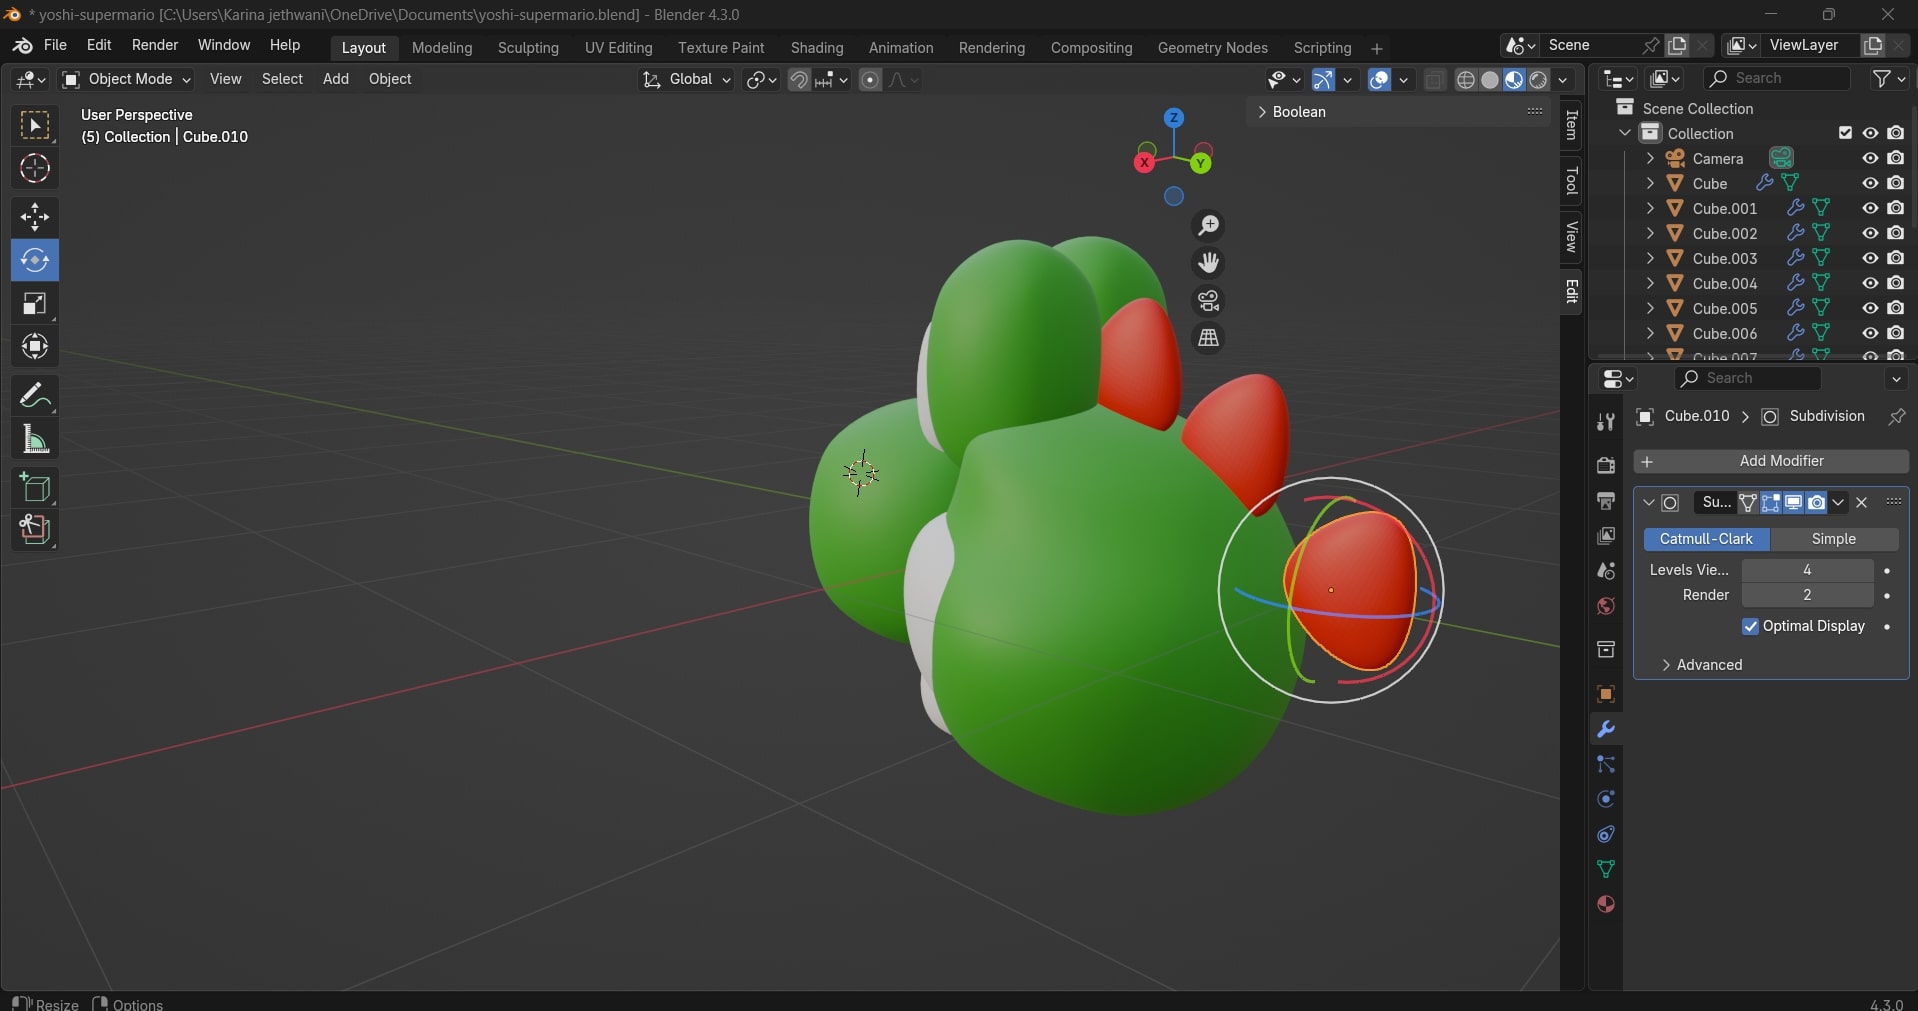 * yoshi-supermario [C:\Users\Karina jethwani\OneDrive\Documents\yoshi-supermario.blend] - Blender 4.3.0
File Edit Render Window Help Layout Modeling Sculpting UV Editing Texture Paint Shading Animation Rendering Compositing Geometry Nodes Scripting + Scene ViewLayer
Object Mode View Select Add Object Global Search
User Perspective
(5) Collection | Cube.010
Boolean
Z
X
Y
Item
Tool
View
Edit
Scene Collection
Collection
Camera
Cube
Cube.001
Cube.002
Cube.003
Cube.004
Cube.005
Cube.006
Cube.007
Search
Cube.010 > Subdivision
+ Add Modifier
Su...
Catmull-Clark Simple
Levels Vie... 4
Render 2
Optimal Display
Advanced
Resize Options
4.3.0